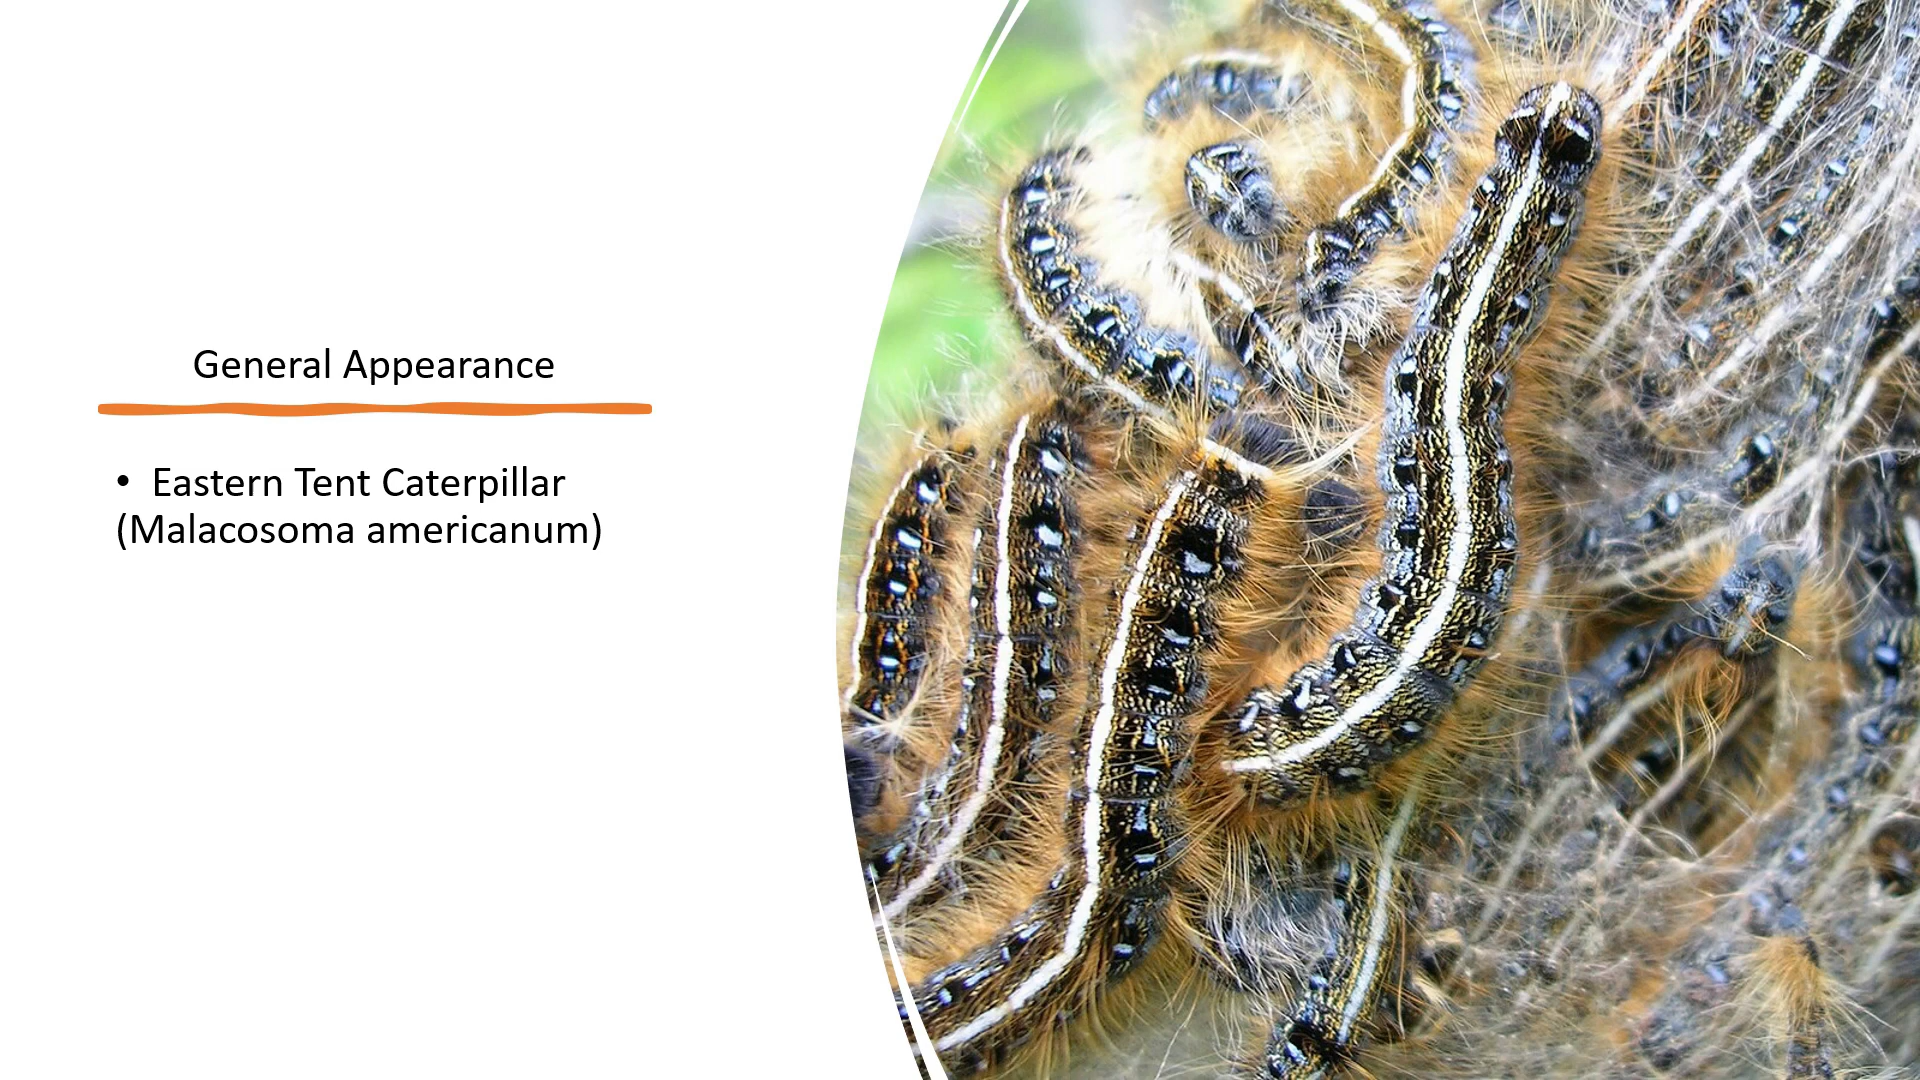 General Appearance
• Eastern Tent Caterpillar
(Malacosoma americanum)